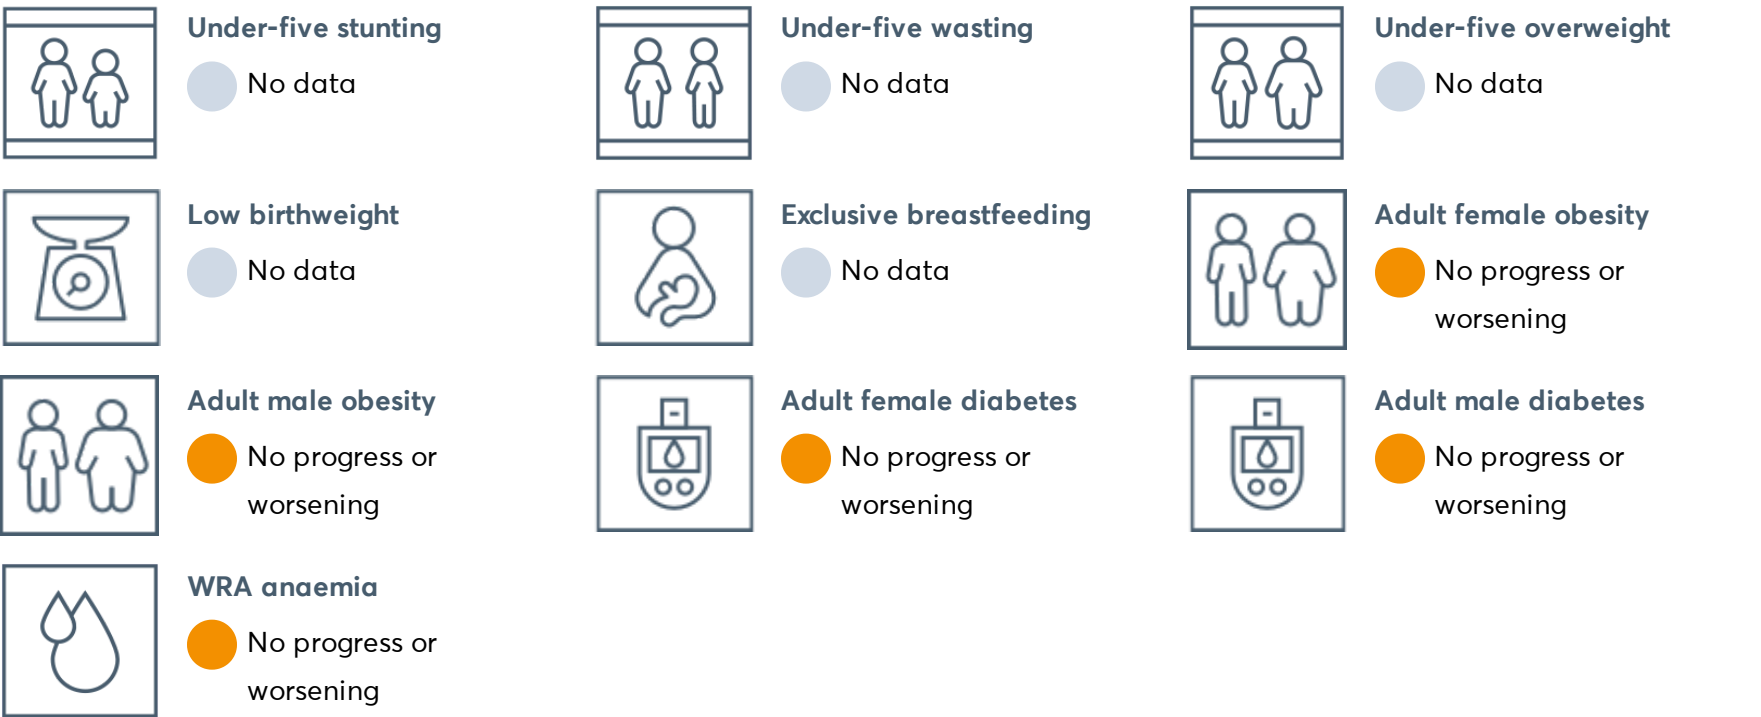 Under-five stunting
No data
Under-five wasting
No data
Under-five overweight
No data
Low birthweight
No data
Exclusive breastfeeding
No data
Adult female obesity
No progress or
worsening
Adult male obesity
No progress or
worsening
Adult female diabetes
No progress or
worsening
Adult male diabetes
No progress or
worsening
WRA anaemia
No progress or
worsening